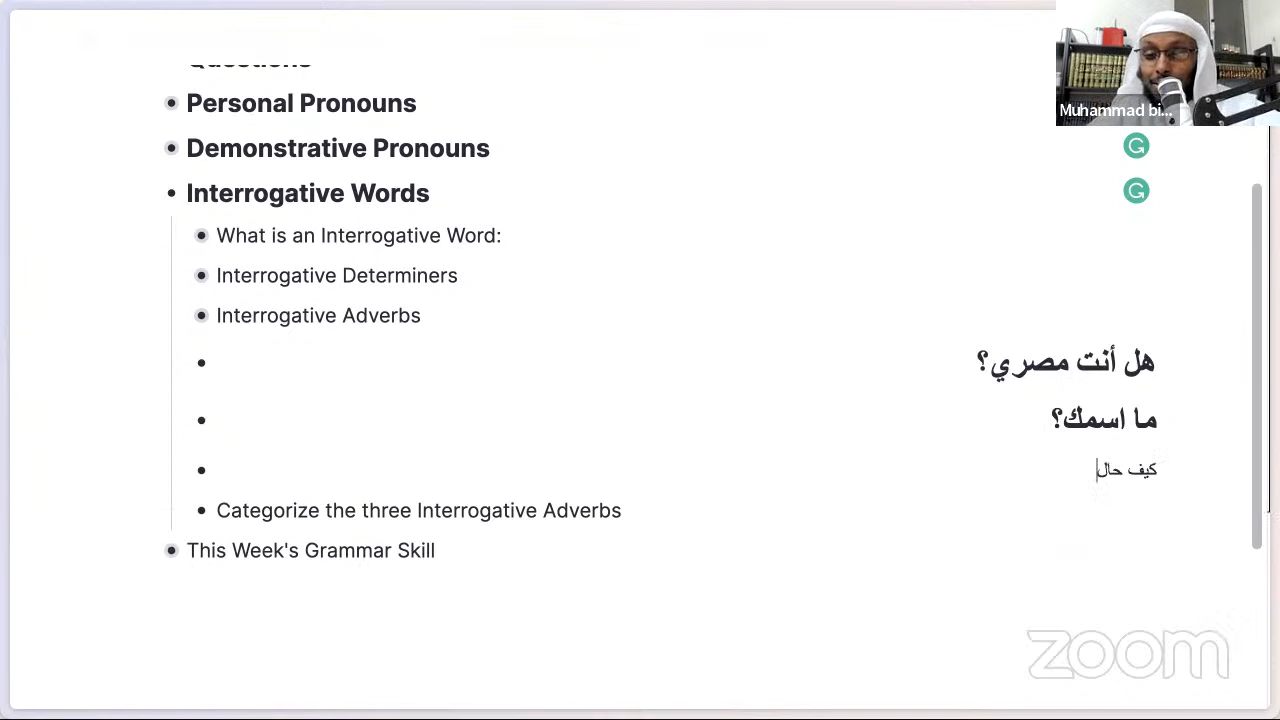 Questions
Muhammad bi...
Personal Pronouns
Demonstrative Pronouns
Interrogative Words
What is an Interrogative Word:
Interrogative Determiners
Interrogative Adverbs
هل أنت مصري؟
ما اسمك؟
كيف حال
Categorize the three Interrogative Adverbs
This Week's Grammar Skill
zoom